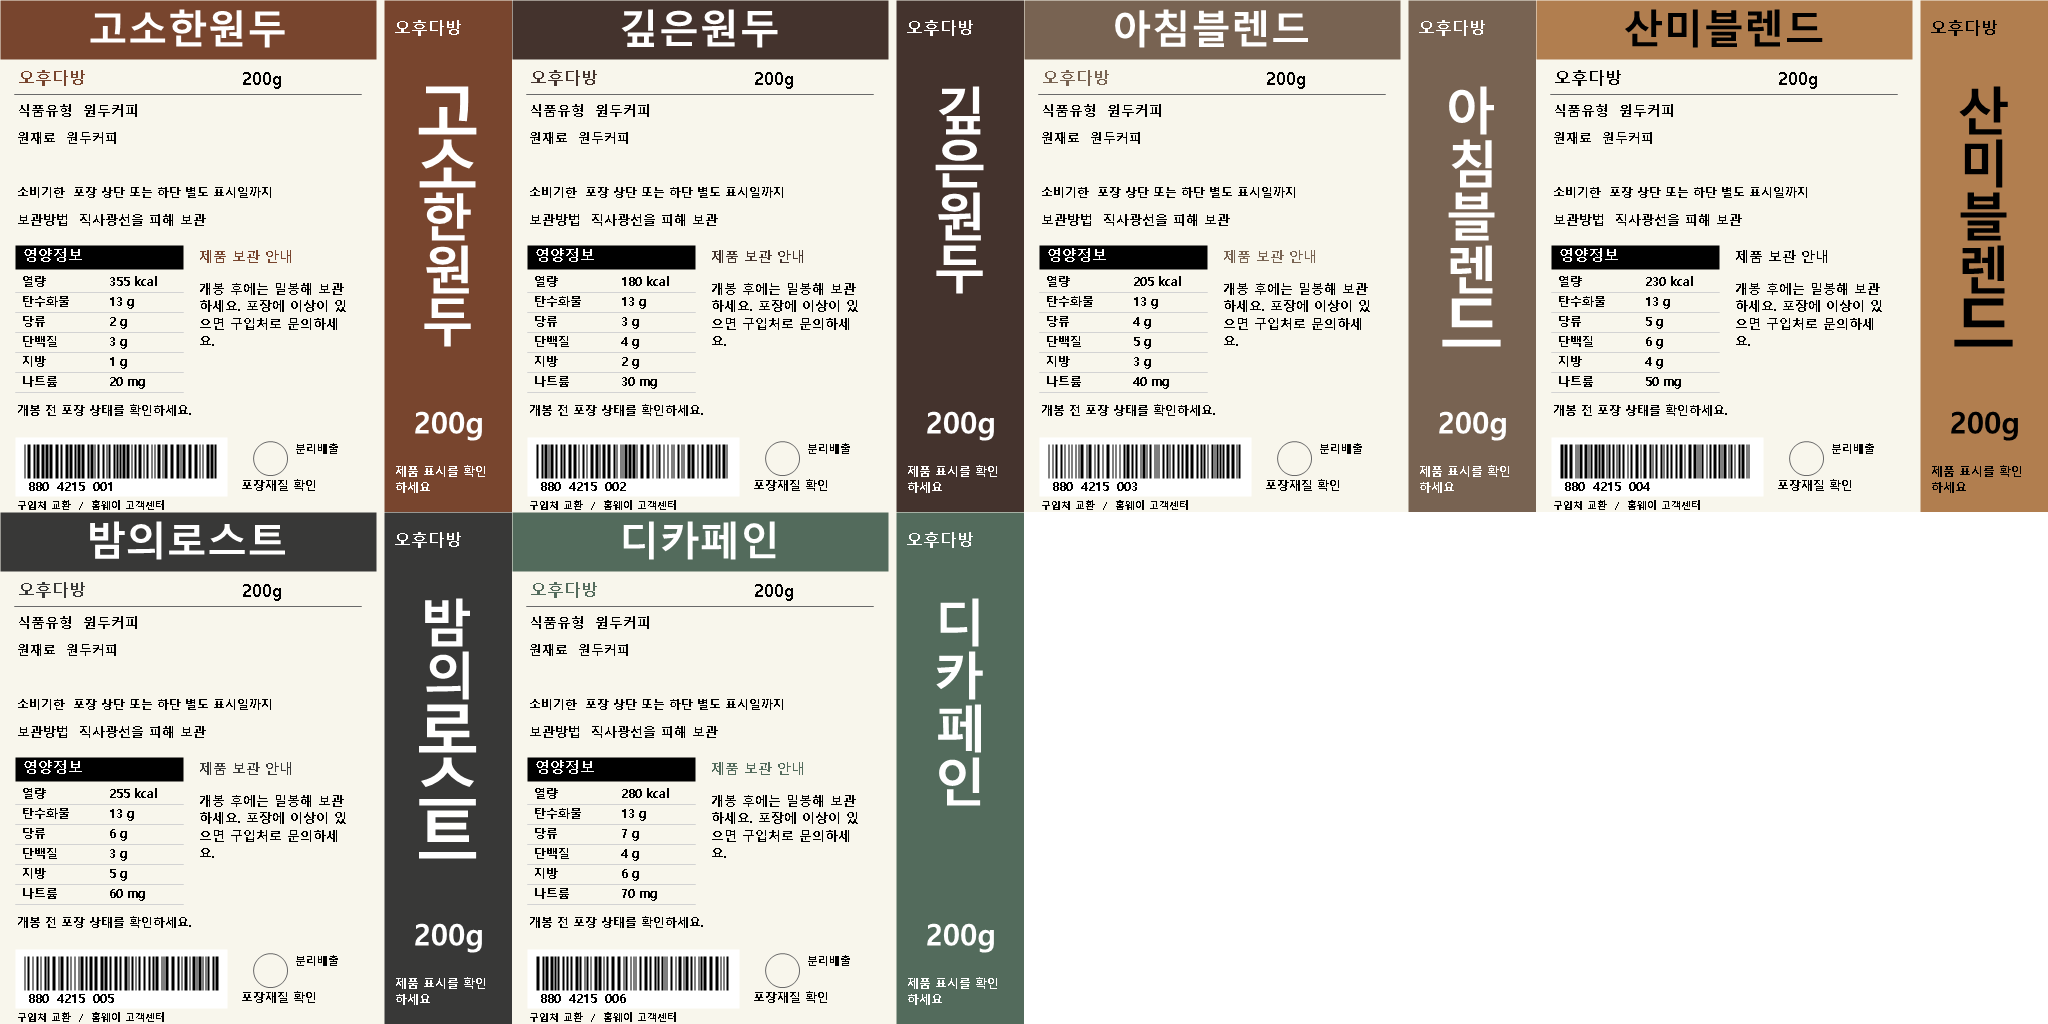 고소한원두
오후다방
200g
식품유형 원두커피
원재료 원두커피
소비기한 포장 상단 또는 하단 별도 표시일까지
보관방법 직사광선을 피해 보관
영양정보
열량 355 kcal
탄수화물 13 g
당류 2 g
단백질 3 g
지방 1 g
나트륨 20 mg
제품 보관 안내
개봉 후에는 밀봉해 보관
하세요. 포장에 이상이 있
으면 구입처로 문의하세
요.
개봉 전 포장 상태를 확인하세요.
880 4215 001
분리배출
포장재질 확인
구입처 교환 / 홈웨이 고객센터
오후다방
고소한원두
200g
제품 표시를 확인
하세요
깊은원두
오후다방
200g
식품유형 원두커피
원재료 원두커피
소비기한 포장 상단 또는 하단 별도 표시일까지
보관방법 직사광선을 피해 보관
영양정보
열량 180 kcal
탄수화물 13 g
당류 3 g
단백질 4 g
지방 2 g
나트륨 30 mg
제품 보관 안내
개봉 후에는 밀봉해 보관
하세요. 포장에 이상이 있
으면 구입처로 문의하세
요.
개봉 전 포장 상태를 확인하세요.
880 4215 002
분리배출
포장재질 확인
구입처 교환 / 홈웨이 고객센터
오후다방
깊은원두
200g
제품 표시를 확인
하세요
아침블렌드
오후다방
200g
식품유형 원두커피
원재료 원두커피
소비기한 포장 상단 또는 하단 별도 표시일까지
보관방법 직사광선을 피해 보관
영양정보
열량 205 kcal
탄수화물 13 g
당류 4 g
단백질 5 g
지방 3 g
나트륨 40 mg
제품 보관 안내
개봉 후에는 밀봉해 보관
하세요. 포장에 이상이 있
으면 구입처로 문의하세
요.
개봉 전 포장 상태를 확인하세요.
880 4215 003
분리배출
포장재질 확인
구입처 교환 / 홈웨이 고객센터
오후다방
아침블렌드
200g
제품 표시를 확인
하세요
산미블렌드
오후다방
200g
식품유형 원두커피
원재료 원두커피
소비기한 포장 상단 또는 하단 별도 표시일까지
보관방법 직사광선을 피해 보관
영양정보
열량 230 kcal
탄수화물 13 g
당류 5 g
단백질 6 g
지방 4 g
나트륨 50 mg
제품 보관 안내
개봉 후에는 밀봉해 보관
하세요. 포장에 이상이 있
으면 구입처로 문의하세
요.
개봉 전 포장 상태를 확인하세요.
880 4215 004
분리배출
포장재질 확인
구입처 교환 / 홈웨이 고객센터
오후다방
산미블렌드
200g
제품 표시를 확인
하세요
밤의로스트
오후다방
200g
식품유형 원두커피
원재료 원두커피
소비기한 포장 상단 또는 하단 별도 표시일까지
보관방법 직사광선을 피해 보관
영양정보
열량 255 kcal
탄수화물 13 g
당류 6 g
단백질 3 g
지방 5 g
나트륨 60 mg
제품 보관 안내
개봉 후에는 밀봉해 보관
하세요. 포장에 이상이 있
으면 구입처로 문의하세
요.
개봉 전 포장 상태를 확인하세요.
880 4215 005
분리배출
포장재질 확인
구입처 교환 / 홈웨이 고객센터
오후다방
밤의로스트
200g
제품 표시를 확인
하세요
디카페인
오후다방
200g
식품유형 원두커피
원재료 원두커피
소비기한 포장 상단 또는 하단 별도 표시일까지
보관방법 직사광선을 피해 보관
영양정보
열량 280 kcal
탄수화물 13 g
당류 7 g
단백질 4 g
지방 6 g
나트륨 70 mg
제품 보관 안내
개봉 후에는 밀봉해 보관
하세요. 포장에 이상이 있
으면 구입처로 문의하세
요.
개봉 전 포장 상태를 확인하세요.
880 4215 006
분리배출
포장재질 확인
구입처 교환 / 홈웨이 고객센터
오후다방
디카페인
200g
제품 표시를 확인
하세요